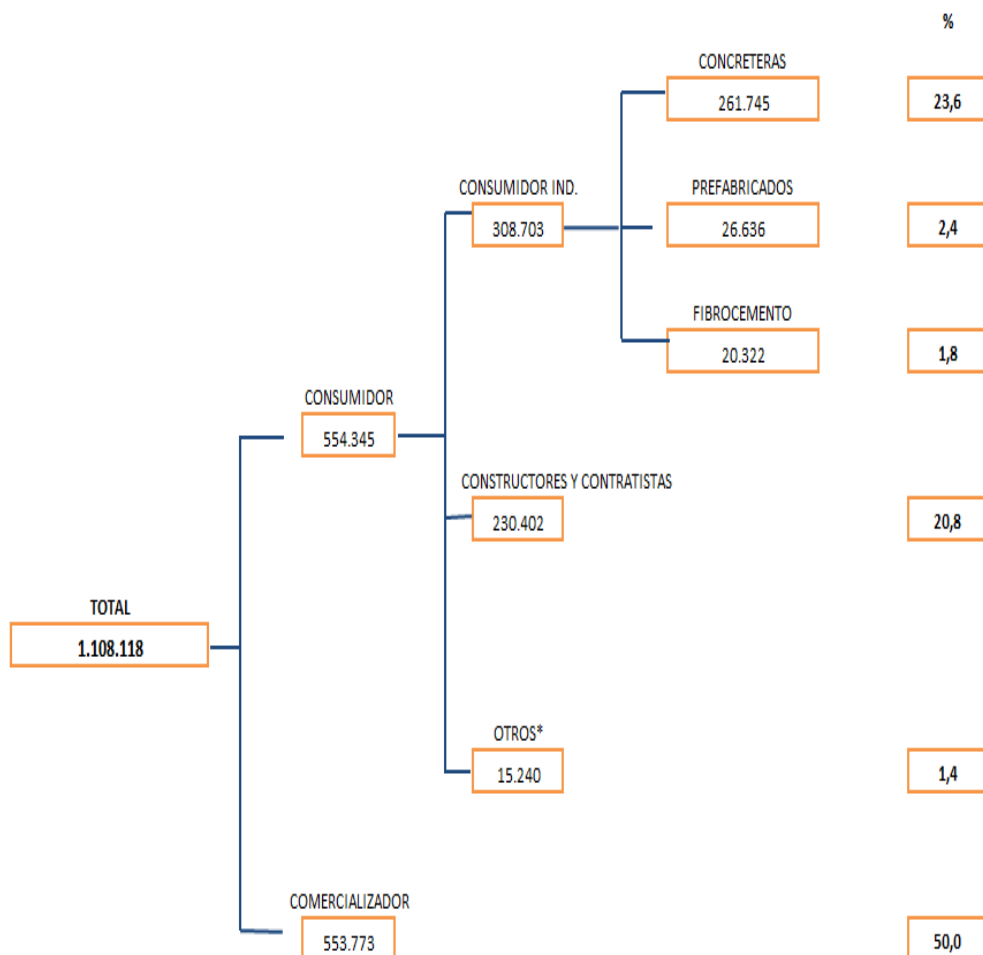 %
CONCRETERAS
261.745
23,6
CONSUMIDOR IND.
308.703
PREFABRICADOS
26.636
2,4
FIBROCEMENTO
20.322
1,8
CONSUMIDOR
554.345
CONSTRUCTORES Y CONTRATISTAS
230.402
20,8
TOTAL
1.108.118
OTROS*
15.240
1,4
COMERCIALIZADOR
553.773
50,0